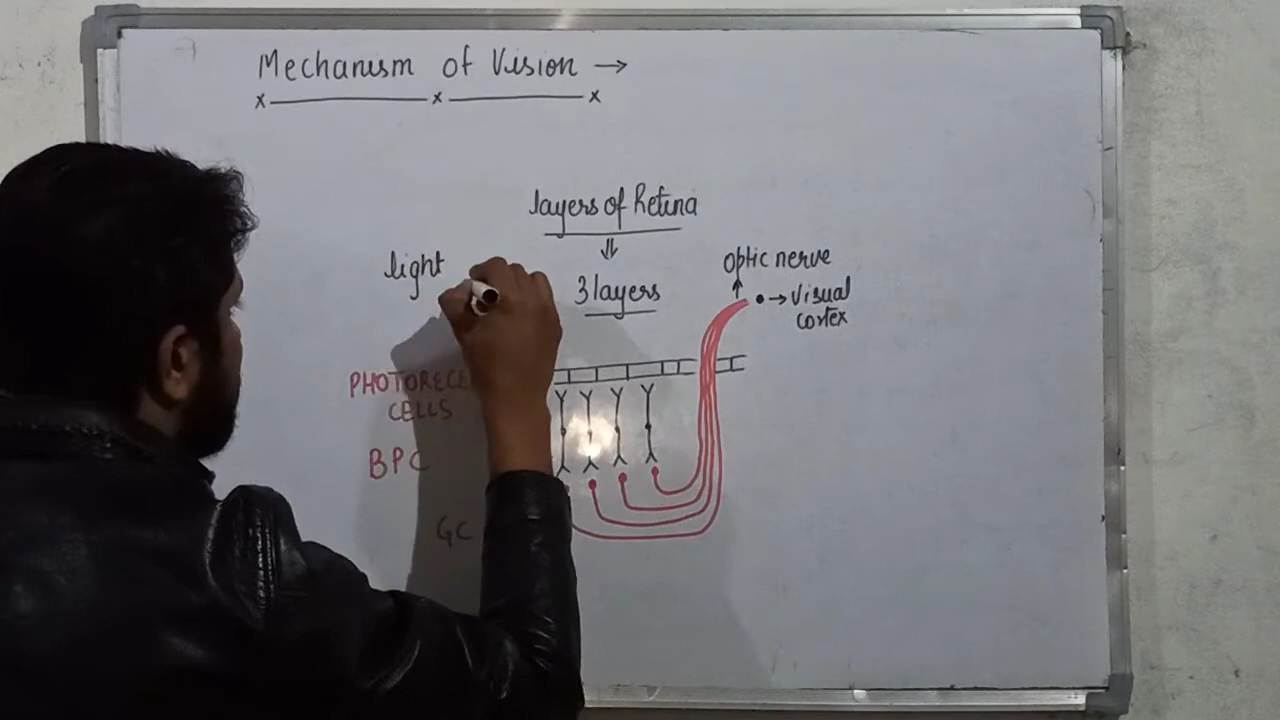 Mechanism of Vision →
layers of Retina
⇓
light
3 layers
optic nerve
→ Visual
cortex
CELLS
BPC
GC